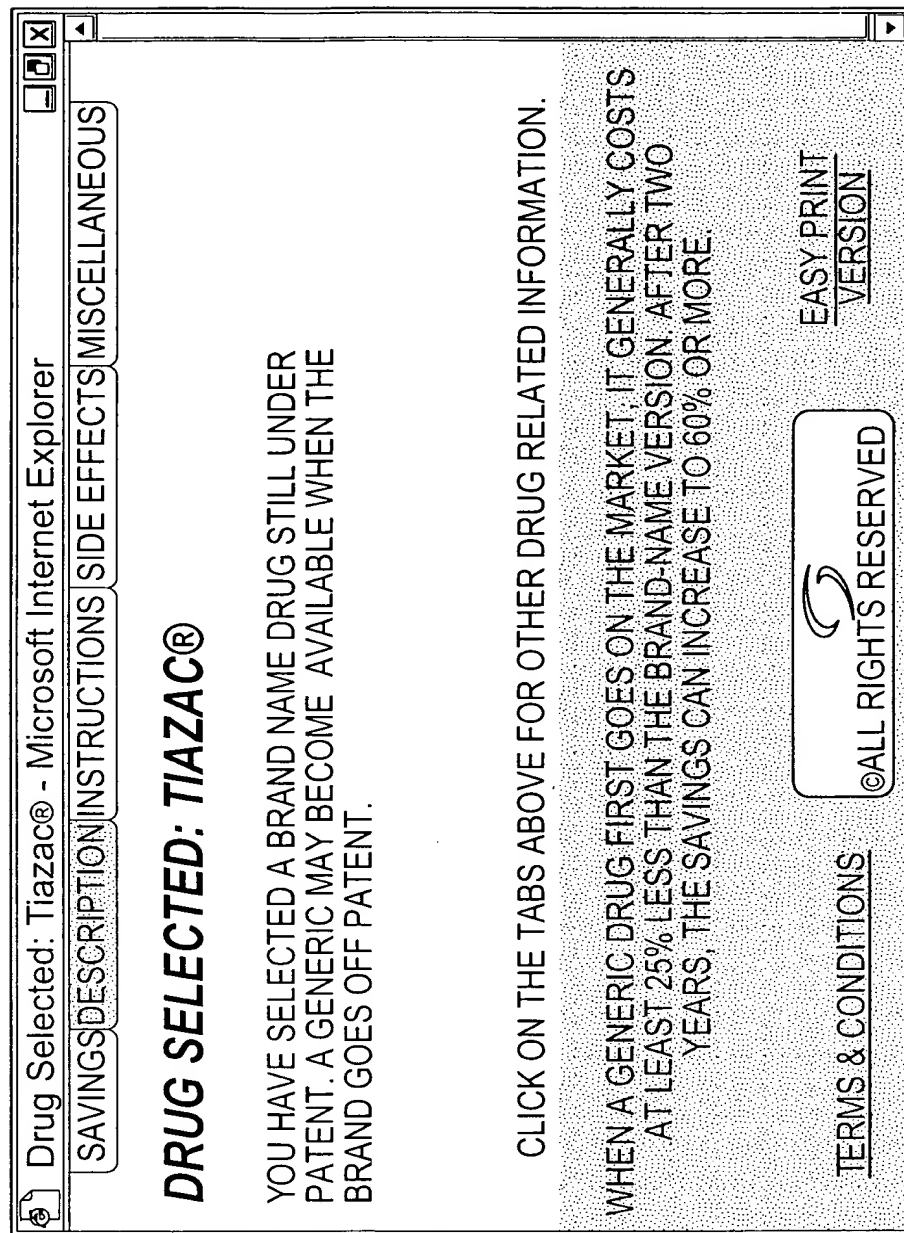 Drug Selected: Tiazac® - Microsoft Internet Explorer
SAVINGS DESCRIPTION INSTRUCTIONS SIDE EFFECTS MISCELLANEOUS
DRUG SELECTED: TIAZAC®
YOU HAVE SELECTED A BRAND NAME DRUG STILL UNDER
PATENT. A GENERIC MAY BECOME AVAILABLE WHEN THE
BRAND GOES OFF PATENT.
CLICK ON THE TABS ABOVE FOR OTHER DRUG RELATED INFORMATION.
WHEN A GENERIC DRUG FIRST GOES ON THE MARKET, IT GENERALLY COSTS
AT LEAST 25% LESS THAN THE BRAND-NAME VERSION. AFTER TWO
YEARS, THE SAVINGS CAN INCREASE TO 60% OR MORE.
TERMS & CONDITIONS
©ALL RIGHTS RESERVED
EASY PRINT
VERSION